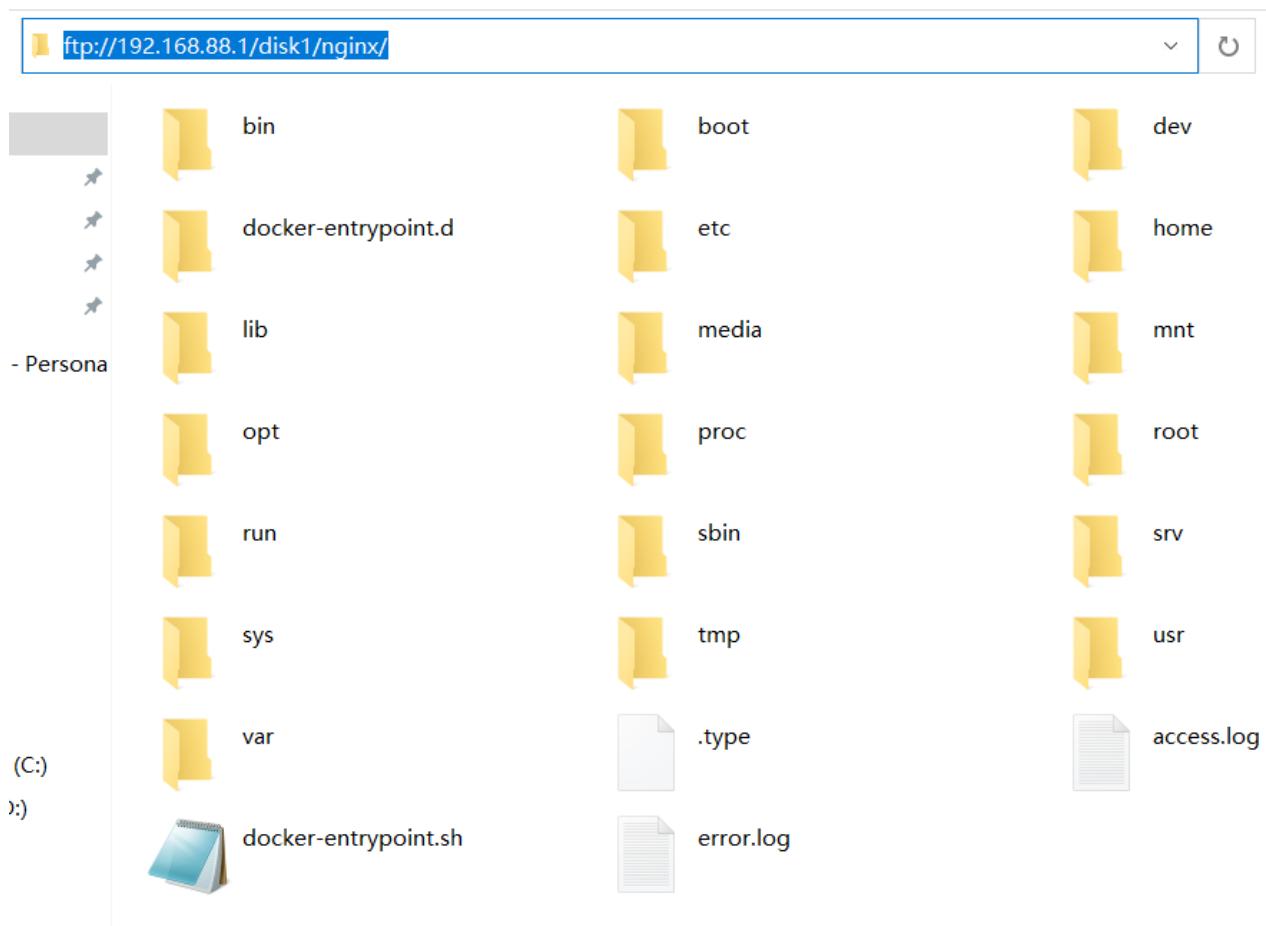 ftp://192.168.88.1/disk1/nginx/
bin boot dev
docker-entrypoint.d etc home
lib media mnt
- Persona
opt proc root
run sbin srv
sys tmp usr
var .type access.log
(C:)
:)
docker-entrypoint.sh error.log